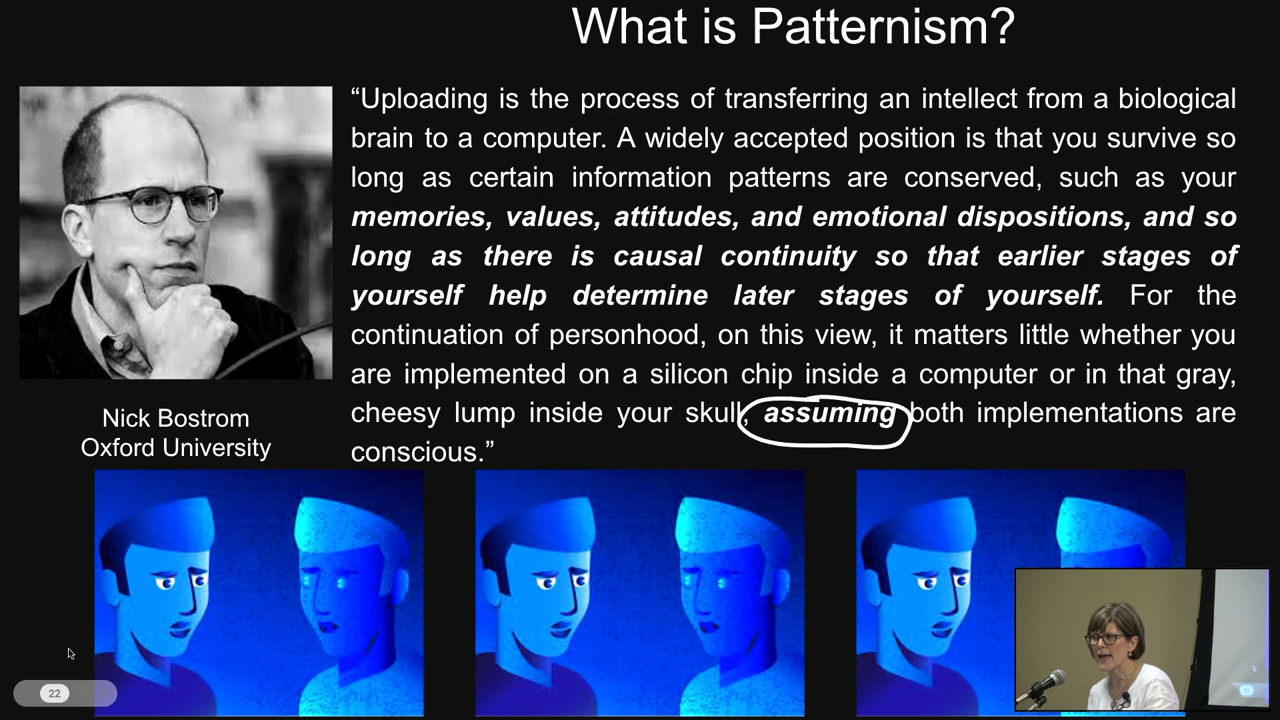 What is Patternism?
“Uploading is the process of transferring an intellect from a biological
brain to a computer. A widely accepted position is that you survive so
long as certain information patterns are conserved, such as your
memories, values, attitudes, and emotional dispositions, and so
long as there is causal continuity so that earlier stages of
yourself help determine later stages of yourself. For the
continuation of personhood, on this view, it matters little whether you
are implemented on a silicon chip inside a computer or in that gray,
cheesy lump inside your skull, assuming both implementations are
conscious.”
Nick Bostrom
Oxford University
22